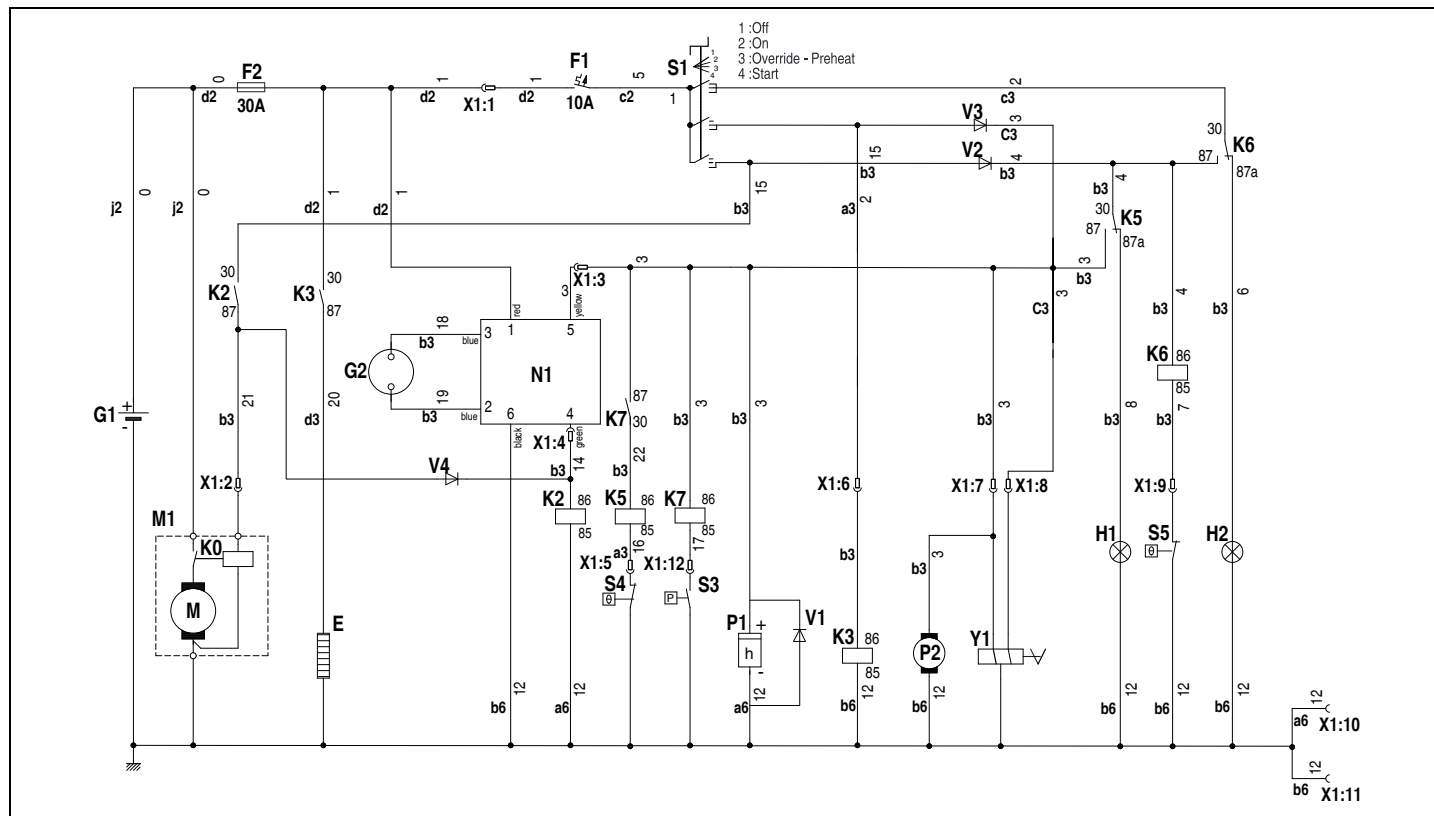 1 :Off
2 :On
3 :Override - Preheat
4 :Start
F2
30A
0
d2
1
d2
X1:1
1
d2
F1
10A
5
c2
S1
1
2
3
4
1
2
c3
V3
3
C3
V2
15
b3
4
b3
30
K6
87
87a
0
j2
0
j2
1
d2
1
d2
15
b3
2
a3
4
b3
30
K5
87
87a
30
K2
87
30
K3
87
red
3
yellow
X1:3
3
3
b3
3
C3
18
b3
blue
3
1
5
G2
N1
19
b3
blue
2
6
4
black
X1:4
green
87
K7
30
3
b3
3
b3
4
b3
6
b3
K6
86
85
7
b3
8
b3
3
b3
G1
+
-
21
b3
20
d3
V4
14
b3
22
b3
X1:2
X1:6
X1:7
X1:8
X1:9
K2
86
85
K5
86
85
K7
86
85
16
a3
17
X1:5
X1:12
M1
K0
M
S4
θ
S3
P
E
P1
+
h
-
V1
b3
K3
86
85
3
b3
P2
Y1
H1
S5
θ
H2
12
b6
12
a6
12
a6
12
b6
12
b6
12
b6
12
b6
12
b6
12
a6
X1:10
12
b6
X1:11